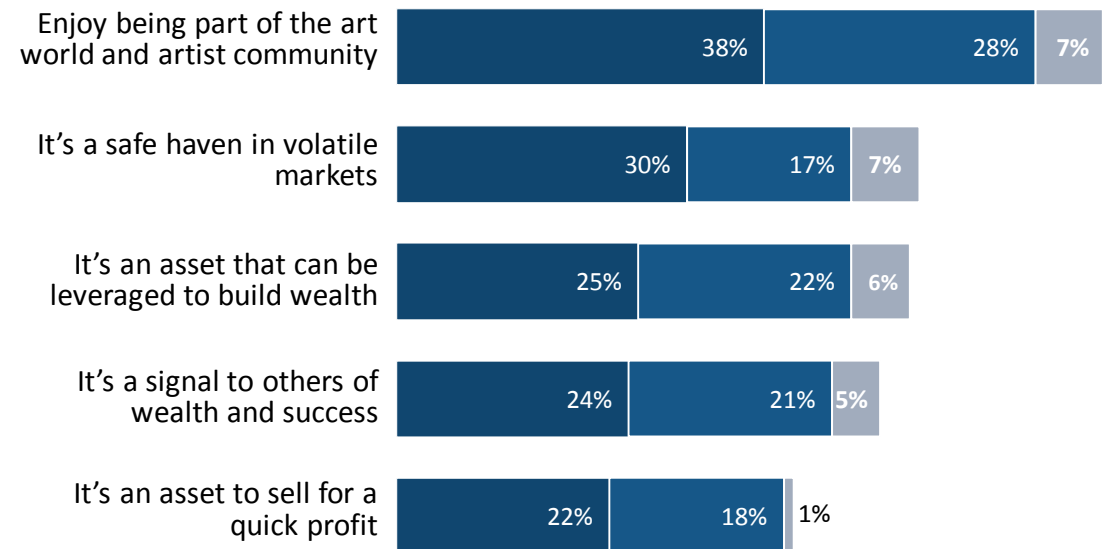 Enjoy being part of the art
world and artist community
38% 28% 7%
It's a safe haven in volatile
markets
30% 17% 7%
It's an asset that can be
leveraged to build wealth
25% 22% 6%
It's a signal to others of
wealth and success
24% 21% 5%
It's an asset to sell for a
quick profit
22% 18% 1%